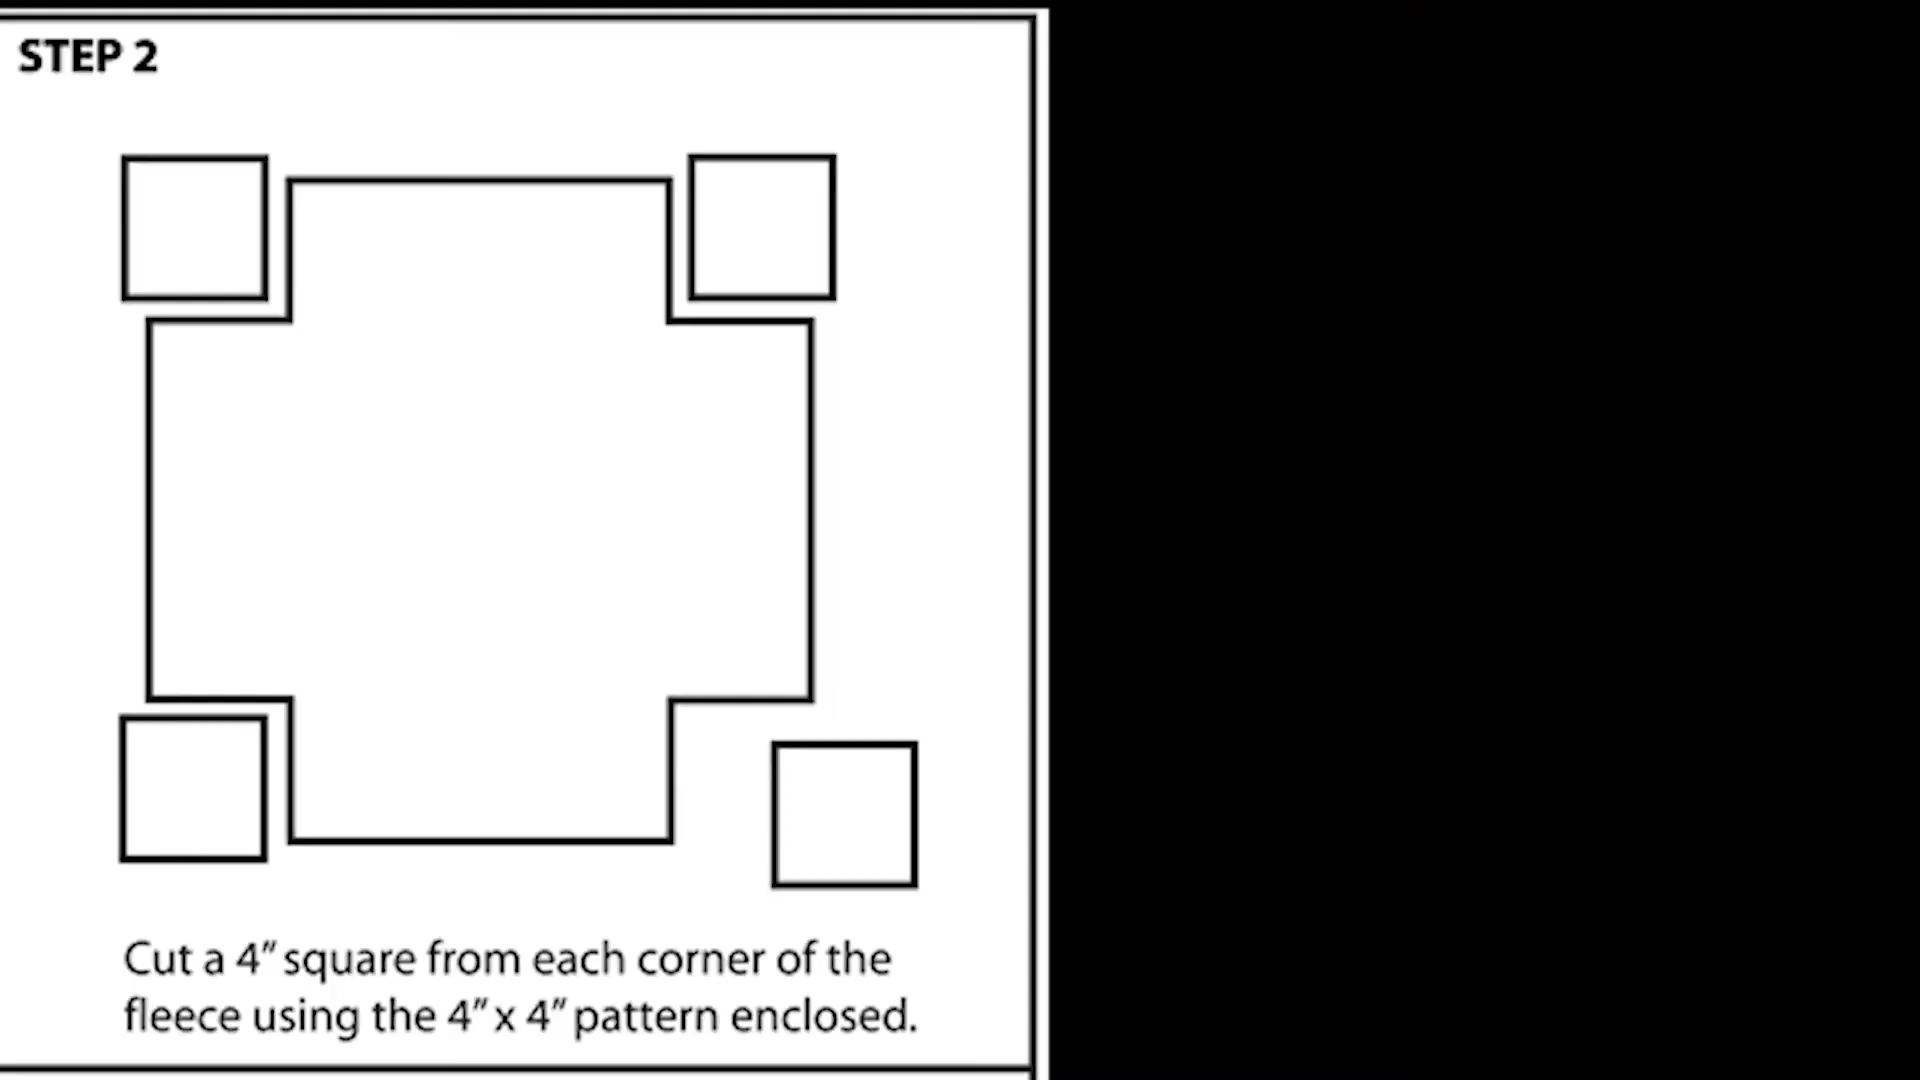 STEP 2
Cut a 4” square from each corner of the
fleece using the 4” x 4” pattern enclosed.